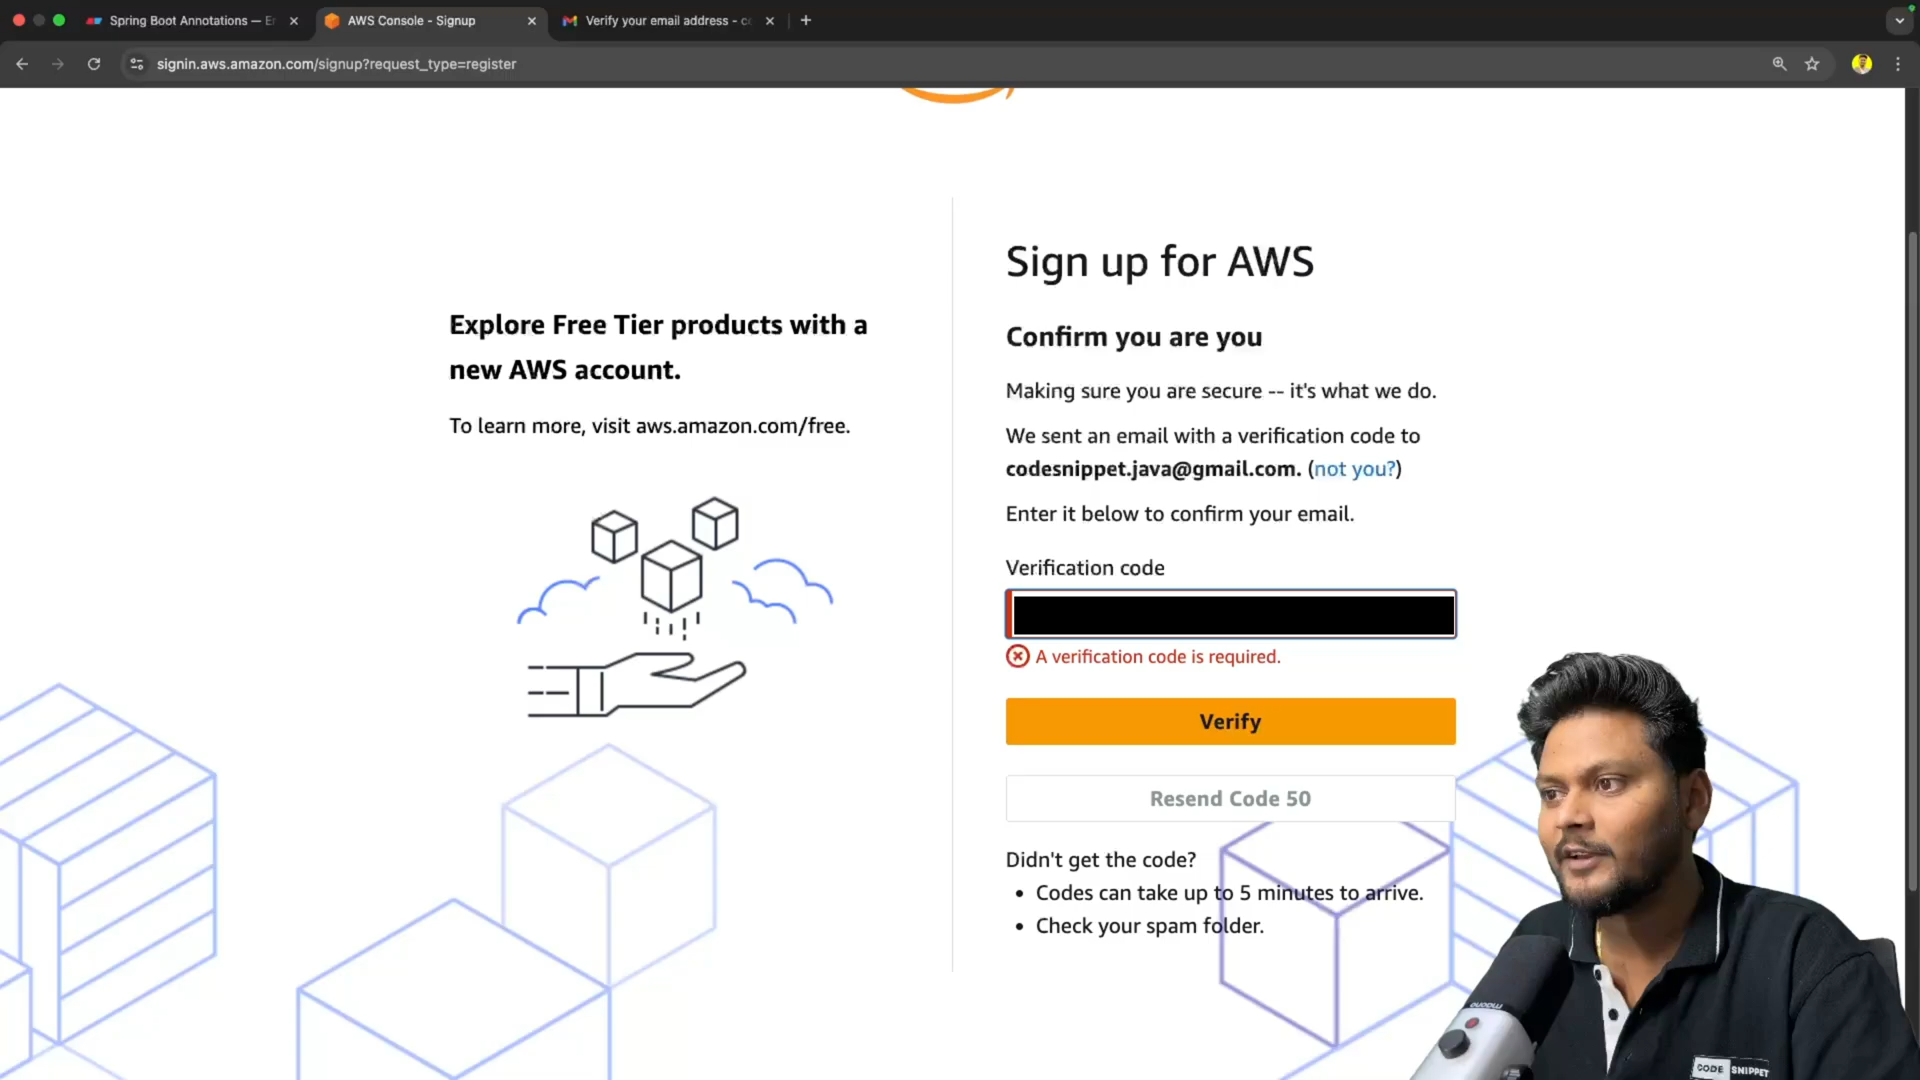 Spring Boot Annotations — E
AWS Console - Signup
Verify your email address - c
signin.aws.amazon.com/signup?request_type=register
Explore Free Tier products with a
new AWS account.
To learn more, visit aws.amazon.com/free.
Sign up for AWS
Confirm you are you
Making sure you are secure -- it's what we do.
We sent an email with a verification code to
codesnippet.java@gmail.com. (not you?)
Enter it below to confirm your email.
Verification code
A verification code is required.
Verify
Resend Code 50
Didn't get the code?
• Codes can take up to 5 minutes to arrive.
• Check your spam folder.
maono
CODE SNIPPET